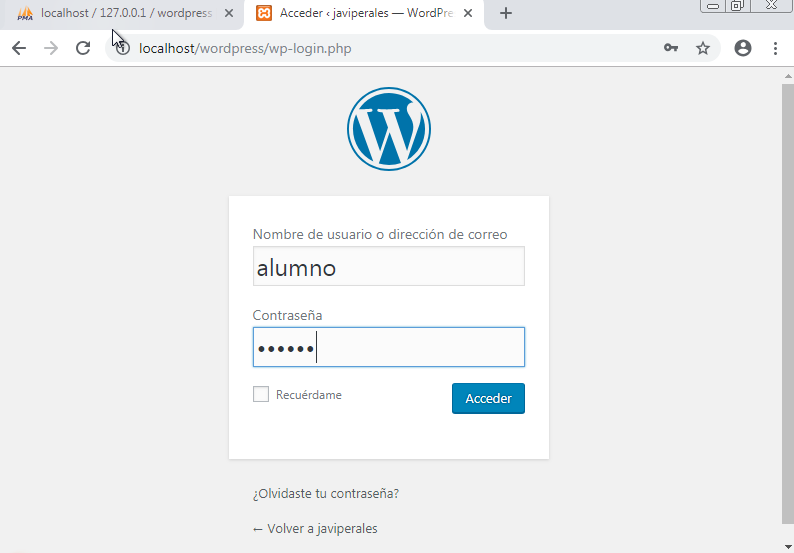 PMA
localhost / 127.0.0.1 / wordpress
Acceder ‹ javiperales — WordPre
localhost/wordpress/wp-login.php
W
Nombre de usuario o dirección de correo
alumno
Contraseña
••••••
Recuérdame
Acceder
¿Olvidaste tu contraseña?
← Volver a javiperales